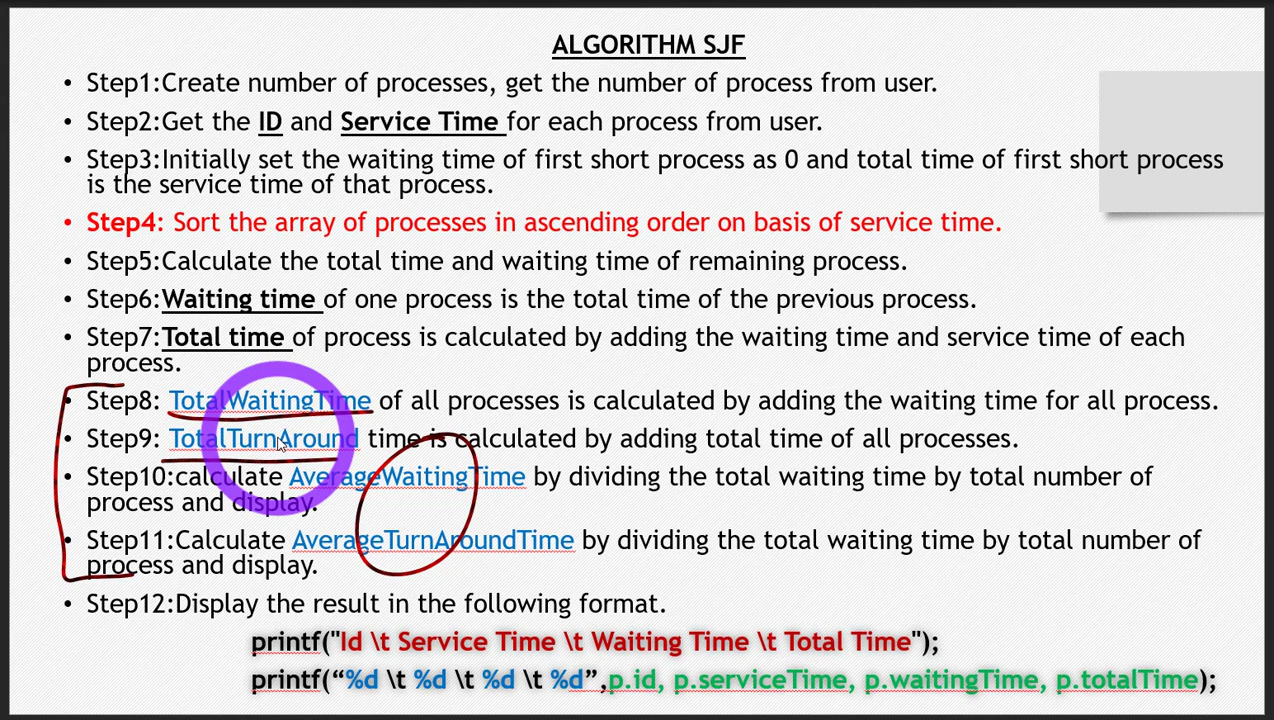 ALGORITHM SJF
• Step1:Create number of processes, get the number of process from user.
• Step2:Get the ID and Service Time for each process from user.
• Step3:Initially set the waiting time of first short process as 0 and total time of first short process
is the service time of that process.
• Step4: Sort the array of processes in ascending order on basis of service time.
• Step5:Calculate the total time and waiting time of remaining process.
• Step6:Waiting time of one process is the total time of the previous process.
• Step7:Total time of process is calculated by adding the waiting time and service time of each
process.
• Step8: TotalWaitingTime of all processes is calculated by adding the waiting time for all process.
• Step9: TotalTurnAround time is calculated by adding total time of all processes.
• Step10:calculate AverageWaitingTime by dividing the total waiting time by total number of
process and display.
• Step11:Calculate AverageTurnAroundTime by dividing the total waiting time by total number of
process and display.
• Step12:Display the result in the following format.
printf("Id \t Service Time \t Waiting Time \t Total Time");
printf(“%d \t %d \t %d \t %d”,p.id, p.serviceTime, p.waitingTime, p.totalTime);